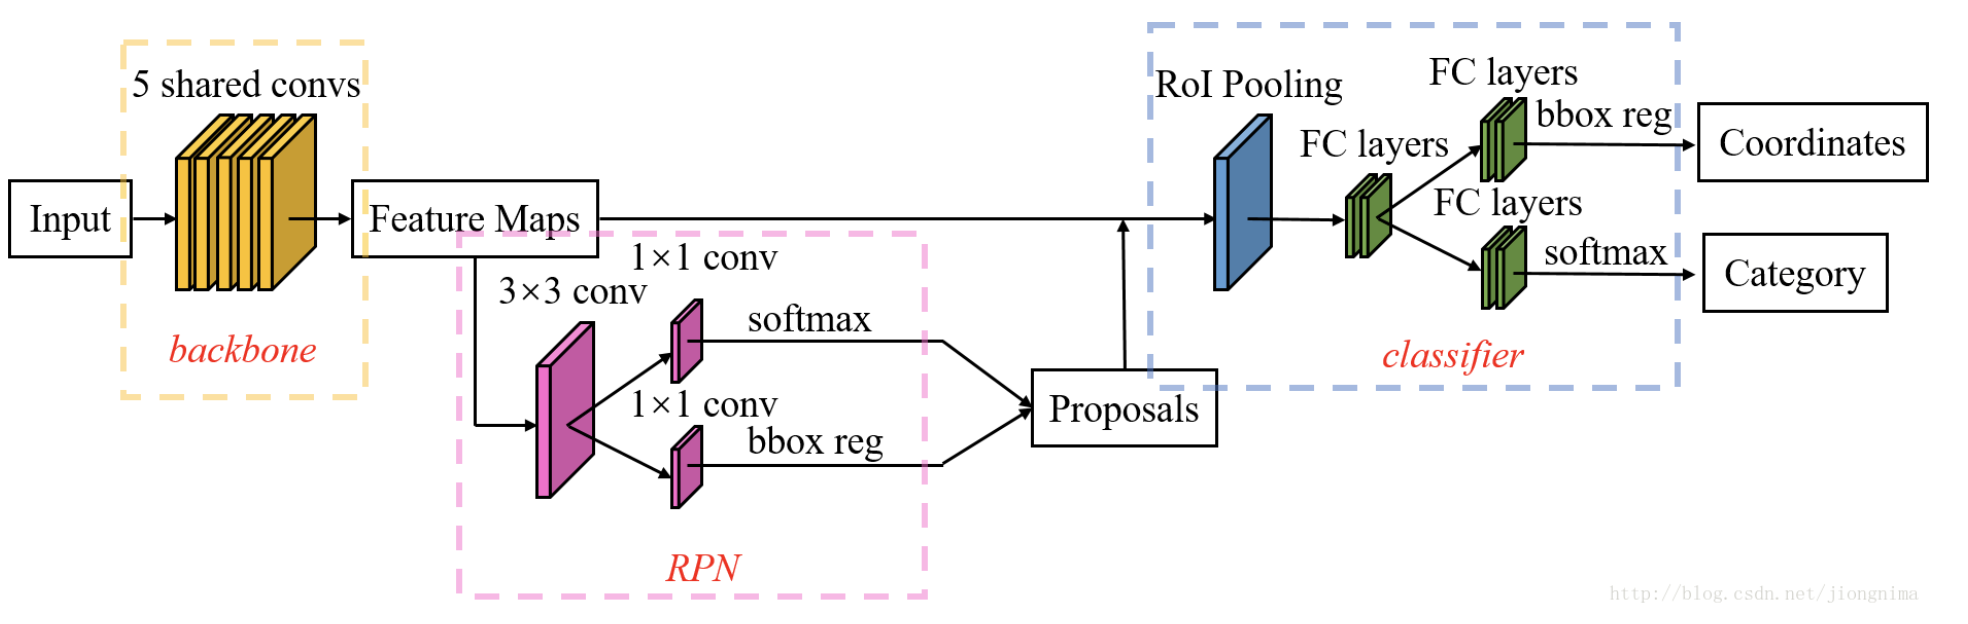 5 shared convs
Input
backbone
Feature Maps
1×1 conv
3×3 conv
softmax
1×1 conv
bbox reg
RPN
Proposals
RoI Pooling
FC layers
FC layers
bbox reg
FC layers
softmax
classifier
Coordinates
Category
http://blog.csdn.net/jiongnima